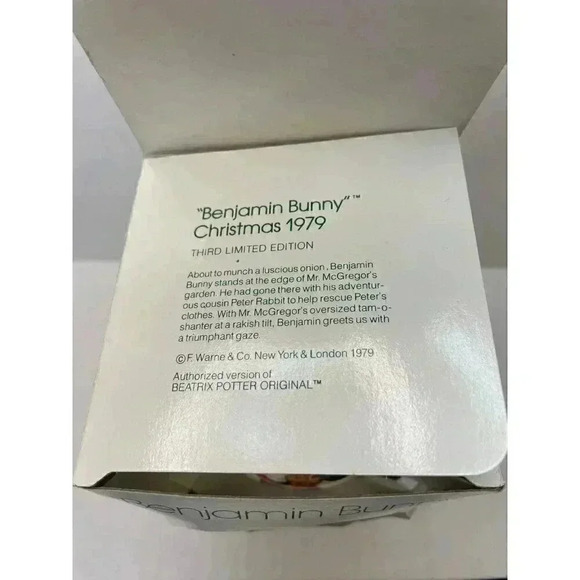 "Benjamin Bunny"™
Christmas 1979
THIRD LIMITED EDITION
About to munch a luscious onion, Benjamin
Bunny stands at the edge of Mr. McGregor's
garden. He had gone there with his adventur-
ous cousin Peter Rabbit to help rescue Peter's
clothes. With Mr. McGregor's oversized tam-o-
shanter at a rakish tilt, Benjamin greets us with
a triumphant gaze.
©F. Warne & Co. New York & London 1979
Authorized version of
BEATRIX POTTER ORIGINAL™
Benjamin Bun